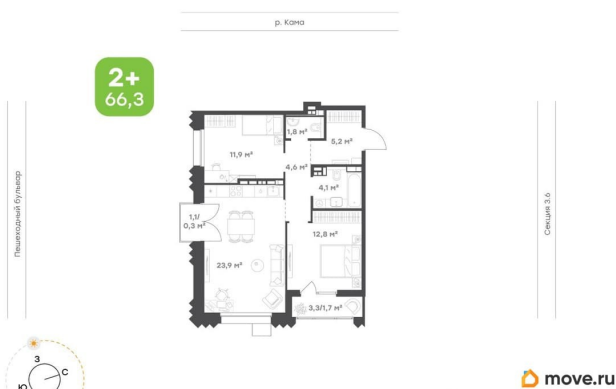 р. Кама
2+
66,3
1,8 м²
5,2 м²
11,9 м²
4,6 м²
4,1 м²
1,1/
0,3 м²
12,8 м²
23,9 м²
3,3/1,7 м²
Пешеходный бульвар
Секция 3.6
З
С
Ю
move.ru